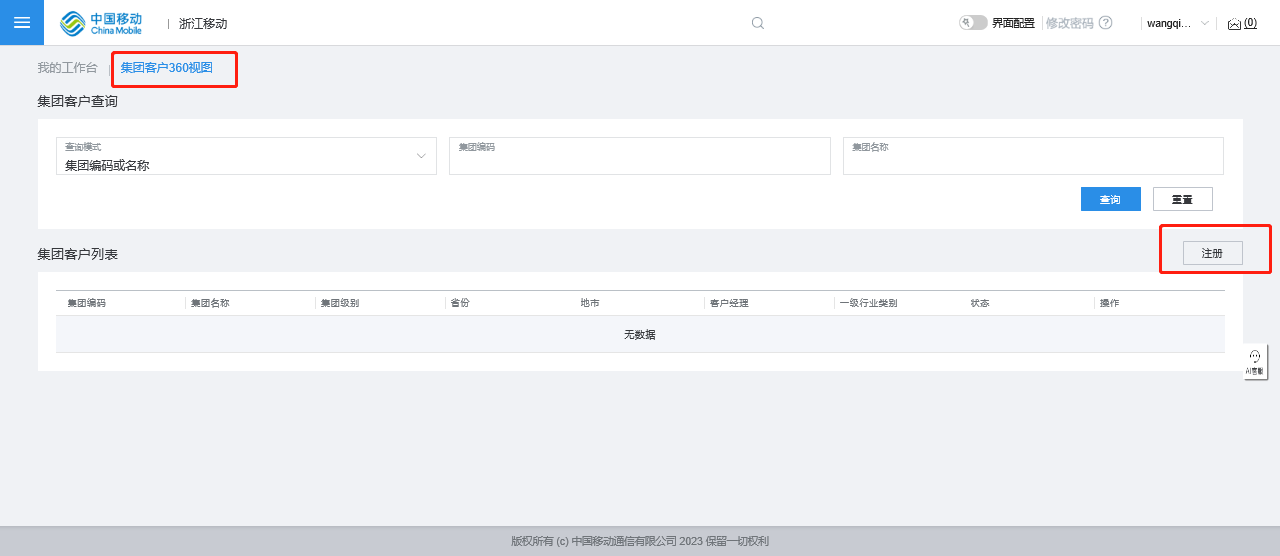 中国移动
China Mobile
浙江移动
界面配置
修改密码
wangqi...
(0)
我的工作台
集团客户360视图
集团客户查询
查询模式
集团编码或名称
集团编码
集团名称
查询
重置
集团客户列表
注册
集团编码 集团名称 集团级别 省份 地市 客户经理 一级行业类别 状态 操作
无数据
AI客服
版权所有 (c) 中国移动通信有限公司 2023 保留一切权利